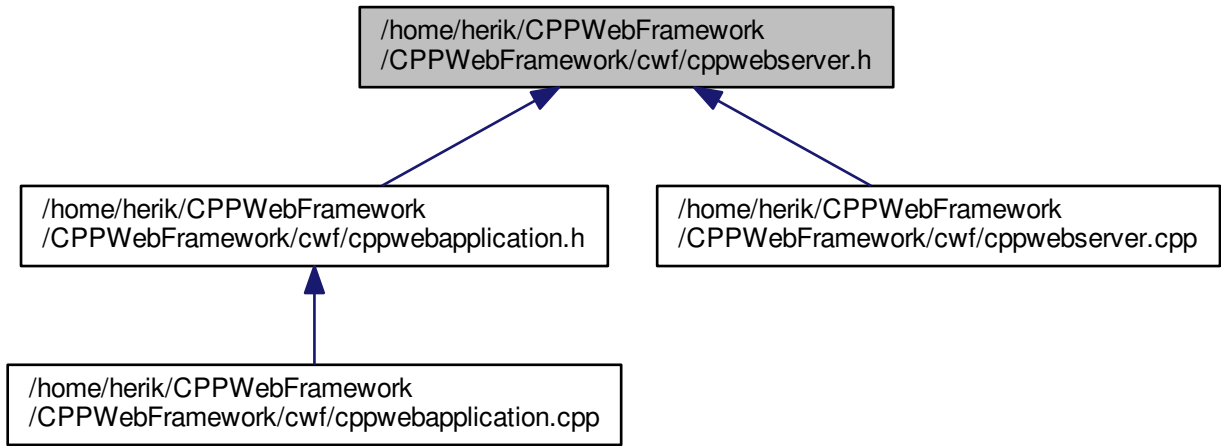 /home/herik/CPPWebFramework
/CPPWebFramework/cwf/cppwebserver.h
/home/herik/CPPWebFramework
/CPPWebFramework/cwf/cppwebapplication.h
/home/herik/CPPWebFramework
/CPPWebFramework/cwf/cppwebserver.cpp
/home/herik/CPPWebFramework
/CPPWebFramework/cwf/cppwebapplication.cpp